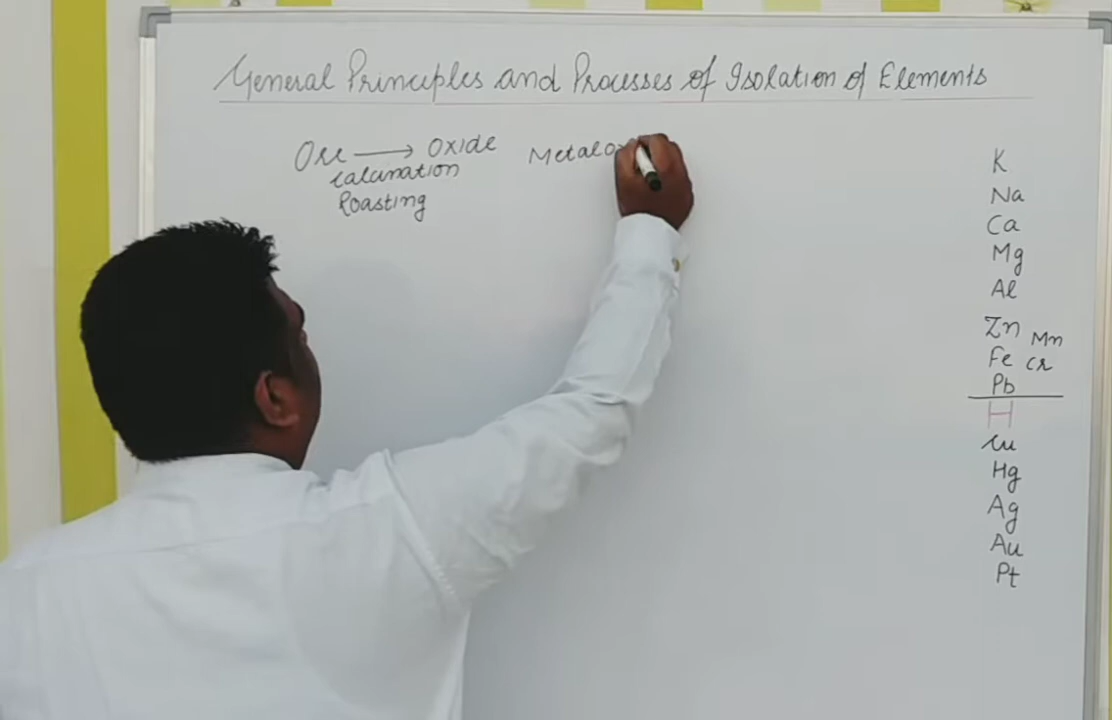 General Principles and Processes of Isolation of Elements
Ore → Oxide
Calcination
Roasting
Metalo
K
Na
Ca
Mg
Al
Zn Mn
Fe Cr
Pb
H
Cu
Hg
Ag
Au
Pt